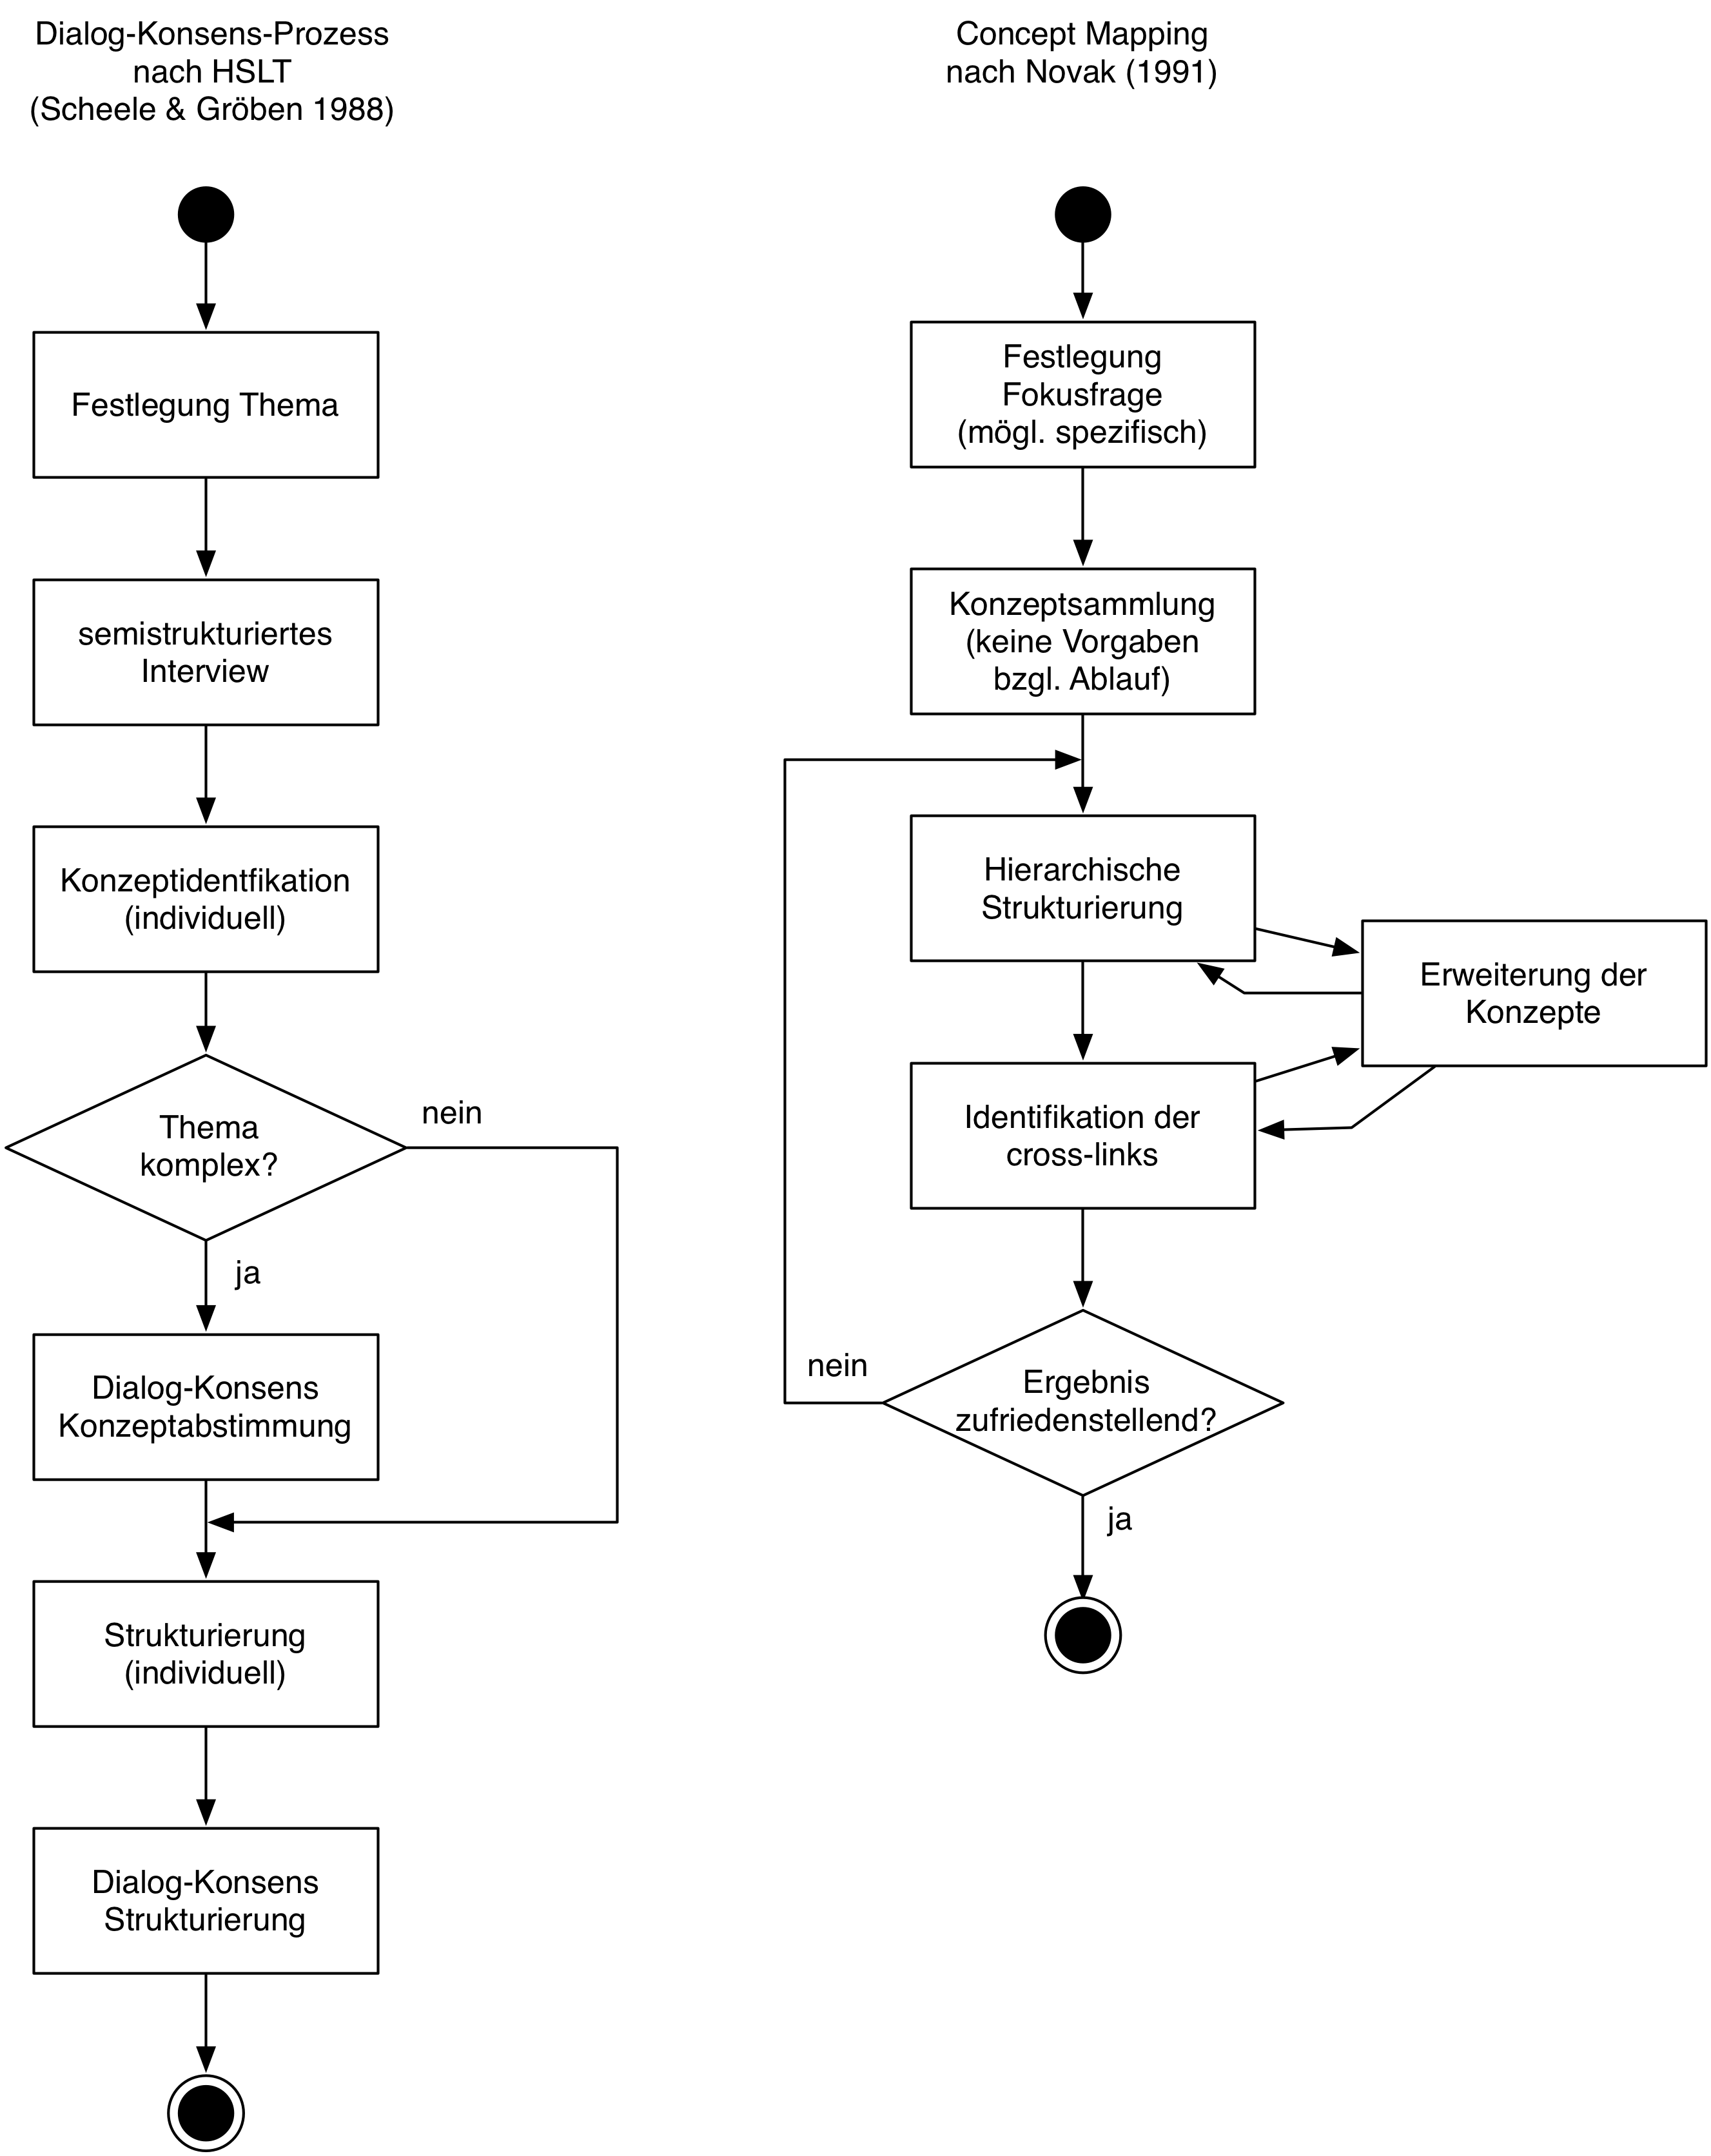 Dialog-Konsens-Prozess
nach HSLT
(Scheele & Gröben 1988)
Festlegung Thema
semistrukturiertes
Interview
Konzeptidentfikation
(individuell)
Thema
komplex?
nein
ja
Dialog-Konsens
Konzeptabstimmung
Strukturierung
(individuell)
Dialog-Konsens
Strukturierung
Concept Mapping
nach Novak (1991)
Festlegung
Fokusfrage
(mögl. spezifisch)
Konzeptsammlung
(keine Vorgaben
bzgl. Ablauf)
Hierarchische
Strukturierung
Erweiterung der
Konzepte
Identifikation der
cross-links
Ergebnis
zufriedenstellend?
nein
ja